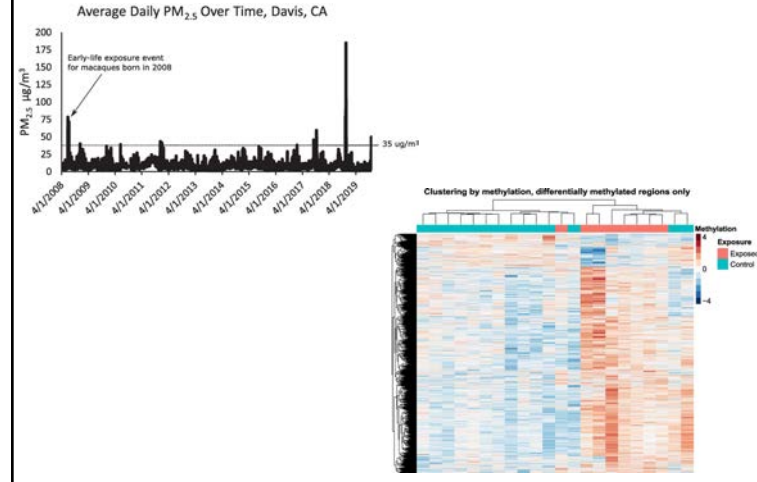 Average Daily PM2.5 Over Time, Davis, CA
PM2.5 µg/m³
200
175
150
125
100
75
50
25
0
Early-life exposure event
for macaques born in 2008
35 ug/m³
4/1/2008
4/1/2009
4/1/2010
4/1/2011
4/1/2012
4/1/2013
4/1/2014
4/1/2015
4/1/2016
4/1/2017
4/1/2018
4/1/2019
Clustering by methylation, differentially methylated regions only
Methylation
4
0
−4
Exposure
Exposed
Control